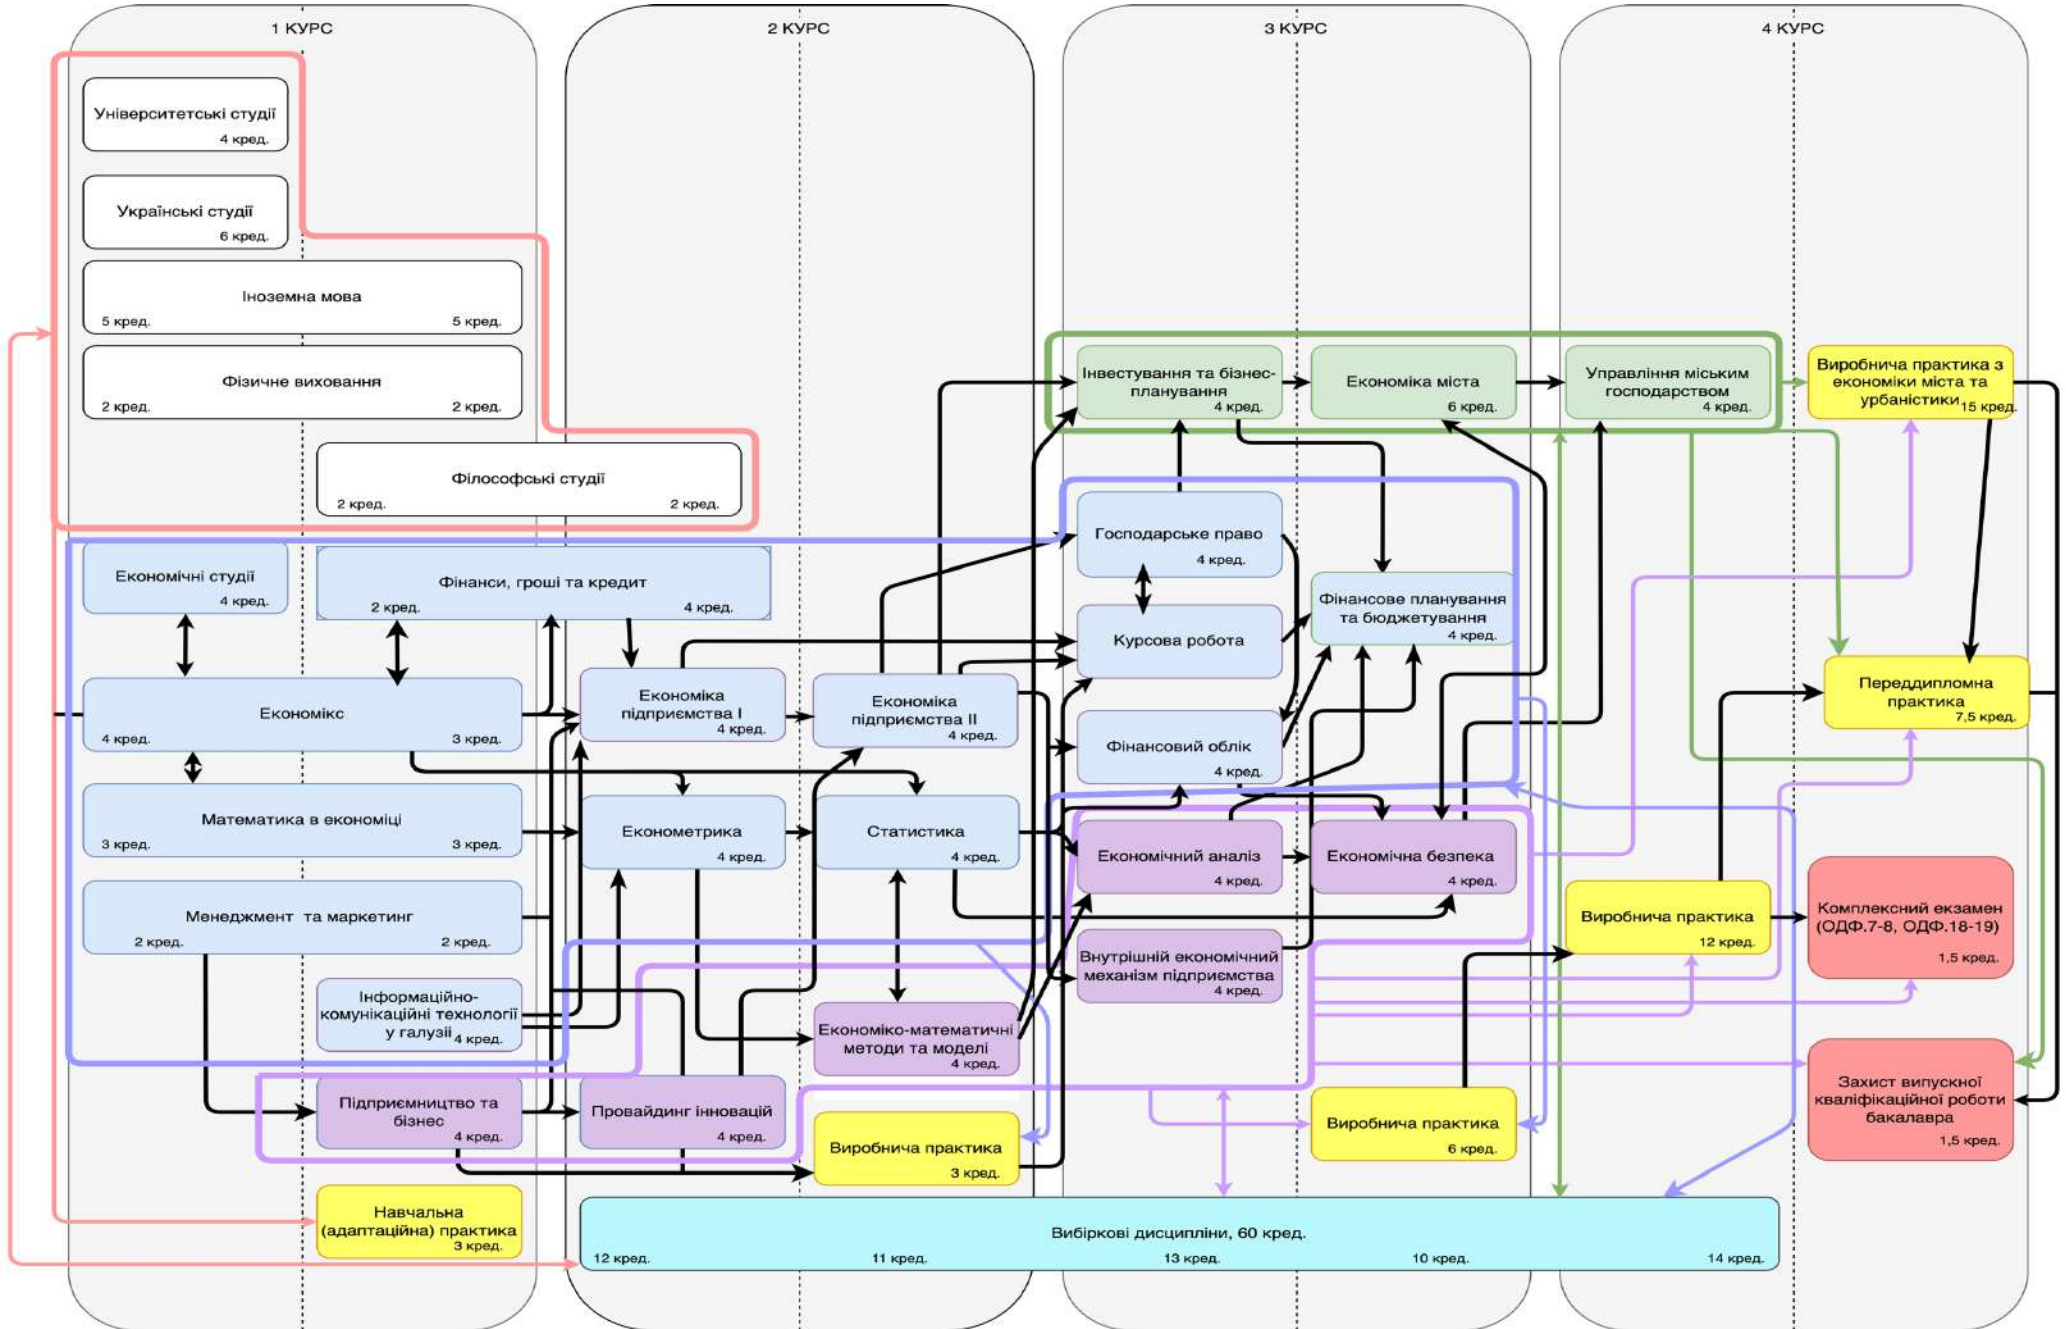 1 КУРС
2 КУРС
3 КУРС
4 КУРС
Університетські студії
4 кред.
Українські студії
6 кред.
Іноземна мова
5 кред.
5 кред.
Фізичне виховання
2 кред.
2 кред.
Філософські студії
2 кред.
2 кред.
Економічні студії
4 кред.
Фінанси, гроші та кредит
2 кред.
4 кред.
Економікс
4 кред.
3 кред.
Математика в економіці
3 кред.
3 кред.
Менеджмент та маркетинг
2 кред.
2 кред.
Інформаційно-
комунікаційні технології
у галузії
4 кред.
Підприємництво та
бізнес
4 кред.
Навчальна
(адаптаційна) практика
3 кред.
Економіка
підприємства І
4 кред.
Економіка
підприємства ІІ
4 кред.
Економетрика
4 кред.
Статистика
4 кред.
Економіко-математичні
методи та моделі
4 кред.
Провайдинг інновацій
4 кред.
Виробнича практика
3 кред.
Інвестування та бізнес-
планування
4 кред.
Економіка міста
6 кред.
Управління міським
господарством
4 кред.
Виробнича практика з
економіки міста та
урбаністики
15 кред.
Господарське право
4 кред.
Курсова робота
Фінансове планування
та бюджетування
4 кред.
Фінансовий облік
4 кред.
Економічний аналіз
4 кред.
Економічна безпека
4 кред.
Внутрішній економічний
механізм підприємства
4 кред.
Виробнича практика
6 кред.
Переддипломна
практика
7,5 кред.
Виробнича практика
12 кред.
Комплексний екзамен
(ОДФ.7-8, ОДФ.18-19)
1,5 кред.
Захист випускної
кваліфікаційної роботи
бакалавра
1,5 кред.
Вибіркові дисципліни, 60 кред.
12 кред.
11 кред.
13 кред.
10 кред.
14 кред.